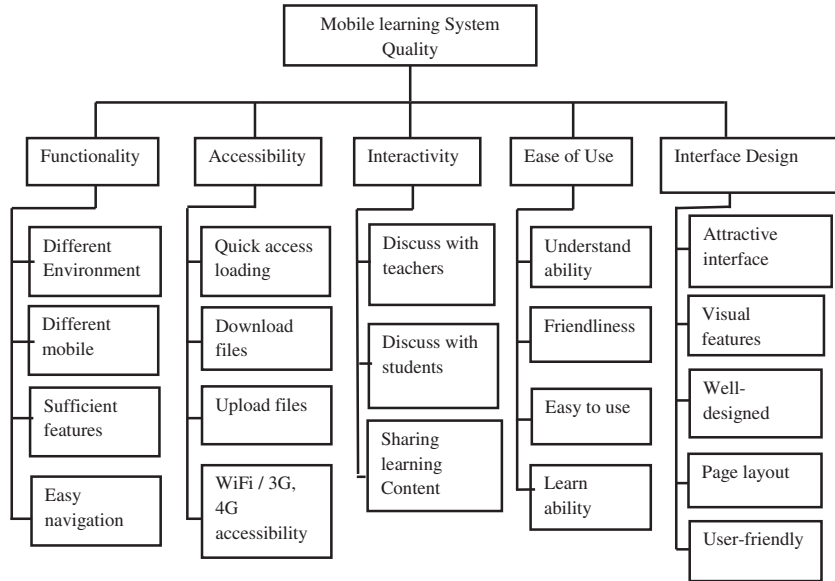 Mobile learning System
Quality
Functionality
Accessibility
Interactivity
Ease of Use
Interface Design
Different
Environment
Different
mobile
Sufficient
features
Easy
navigation
Quick access
loading
Download
files
Upload files
WiFi / 3G,
4G
accessibility
Discuss with
teachers
Discuss with
students
Sharing
learning
Content
Understand
ability
Friendliness
Easy to use
Learn
ability
Attractive
interface
Visual
features
Well-
designed
Page layout
User-friendly